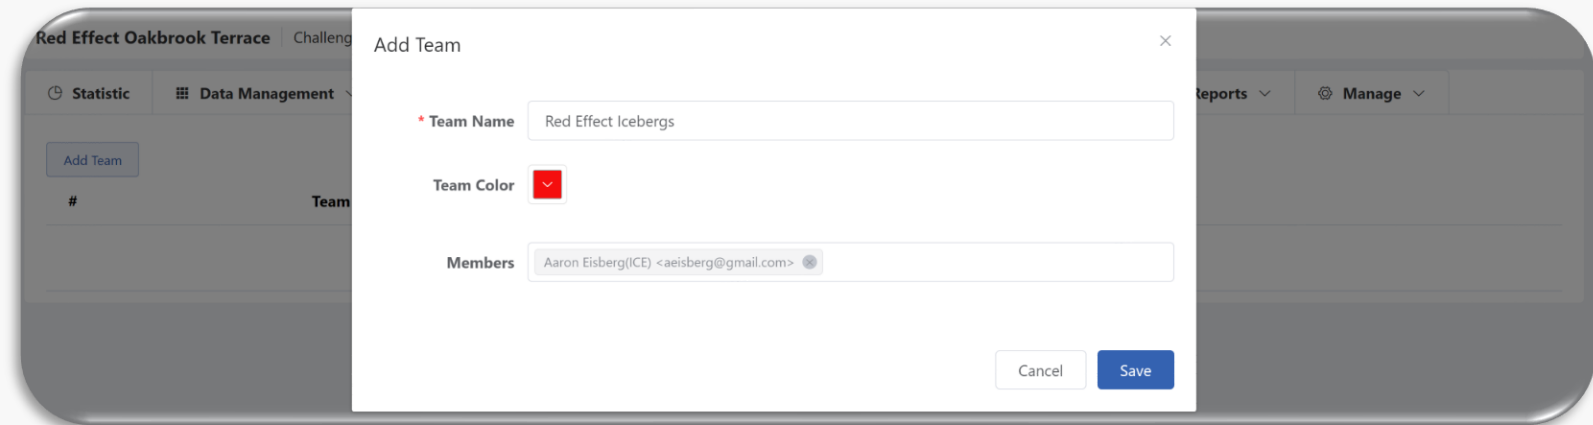 Red Effect Oakbrook Terrace Challeng
Add Team
Statistic Data Management Reports Manage
* Team Name Red Effect Icebergs
Add Team
Team Color
# Team
Members Aaron Eisberg(ICE) <aeisberg@gmail.com>
Cancel Save